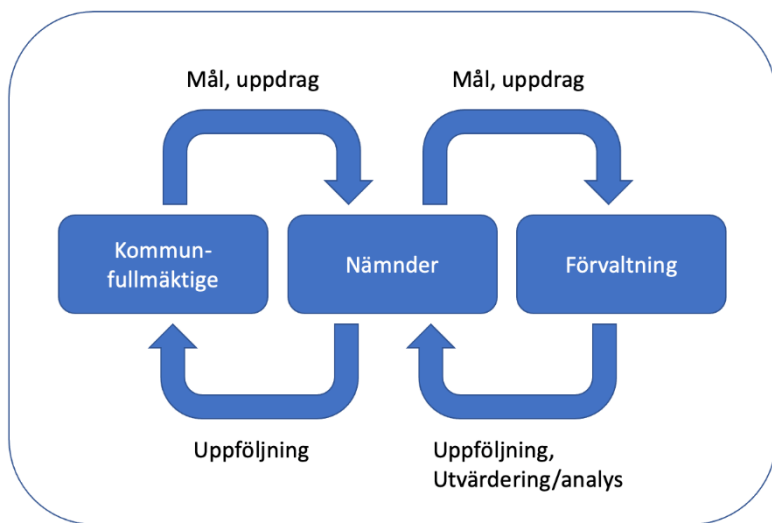 Mål, uppdrag
Mål, uppdrag
Kommun-
fullmäktige
Nämnder
Förvaltning
Uppföljning
Uppföljning,
Utvärdering/analys